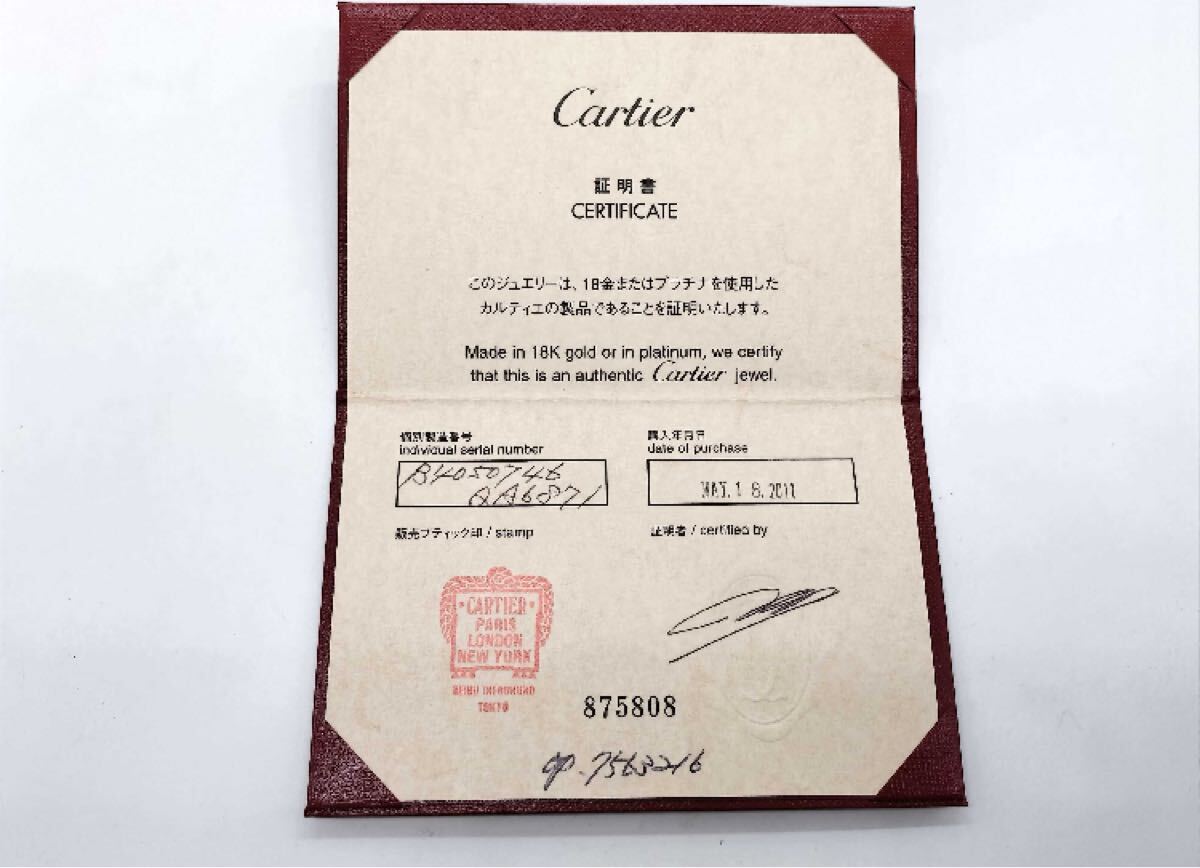 Cartier
証明書
CERTIFICATE
このジュエリーは、18金またはプラチナを使用した
カルティエの製品であることを証明いたします。
Made in 18K gold or in platinum, we certify
that this is an authentic Cartier jewel.
個別製造番号
individual serial number
B4050746
QA6871
購入年月日
date of purchase
MAY.18.2011
販売ブティック印 / stamp
証明者 / certified by
CARTIER
PARIS
LONDON
NEW YORK
TOKYO
875808
7563216